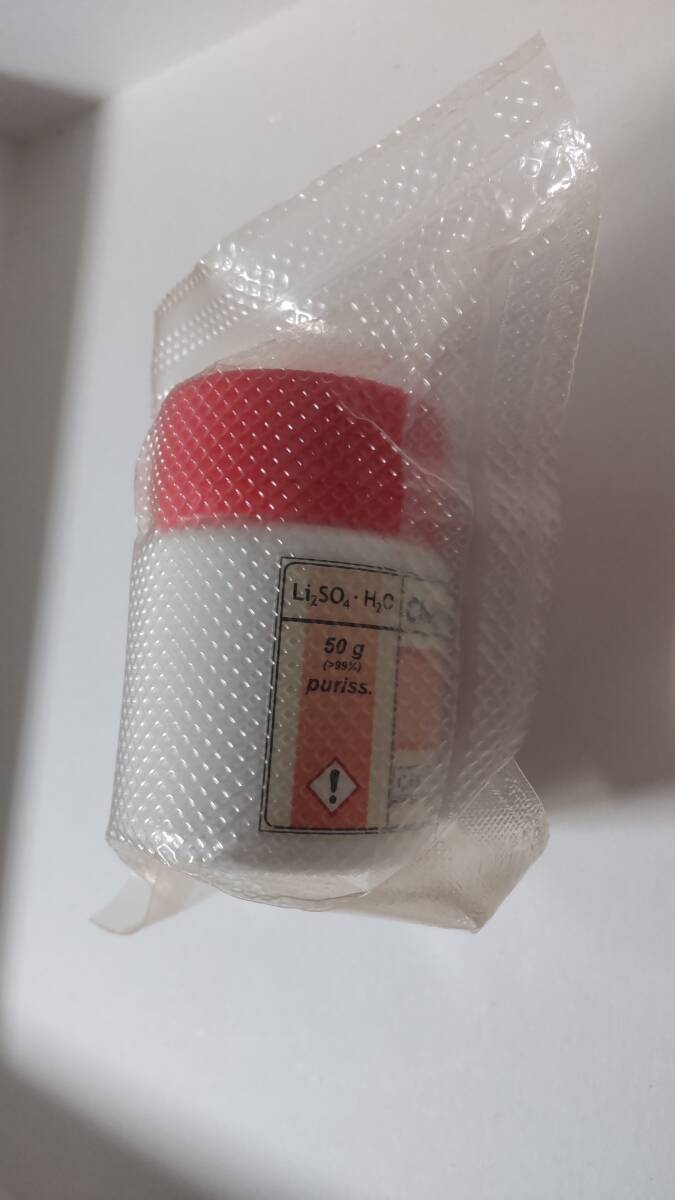 Li₂SO₄ · H₂O
50 g
(>99%)
puriss.